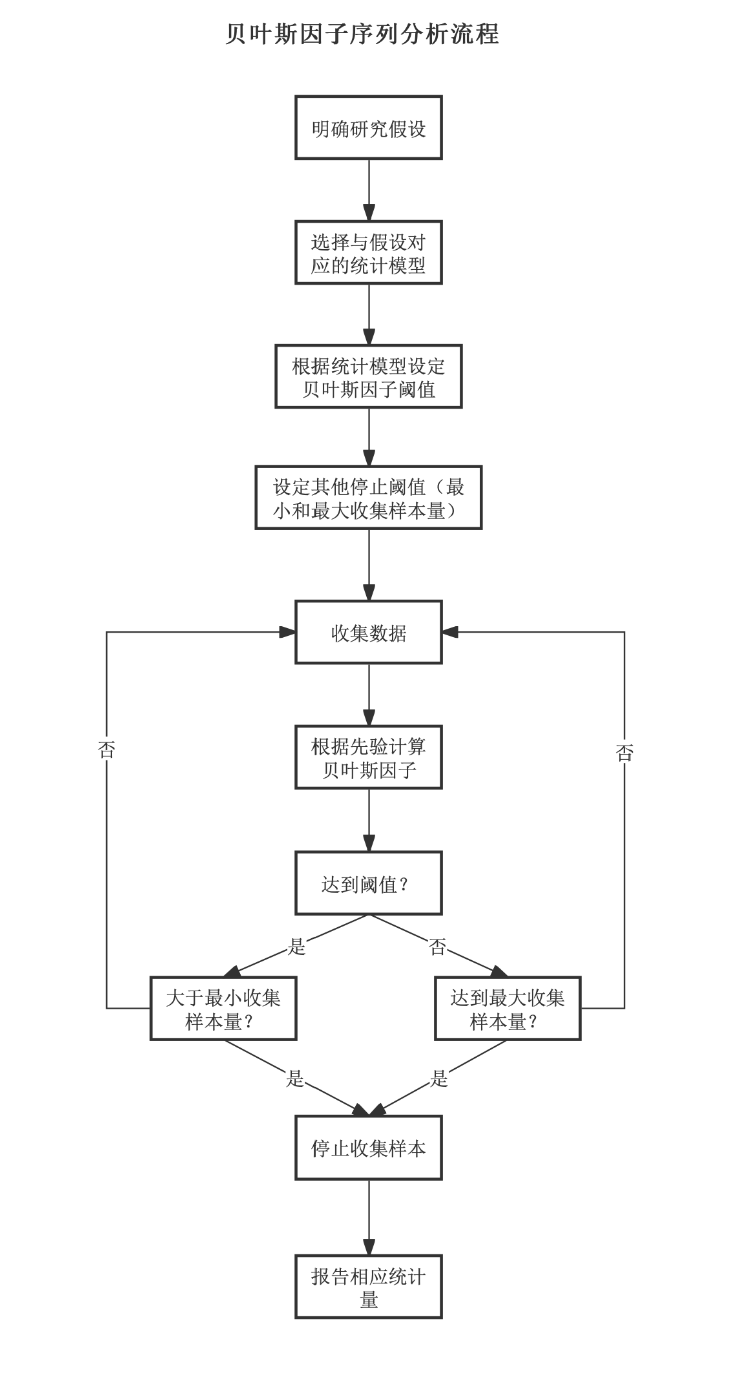 贝叶斯因子序列分析流程
明确研究假设
选择与假设对
应的统计模型
根据统计模型设定
贝叶斯因子阈值
设定其他停止阈值（最
小和最大收集样本量）
收集数据
否
否
根据先验计算
贝叶斯因子
达到阈值？
是
否
大于最小收集
样本量？
达到最大收集
样本量？
是
是
停止收集样本
报告相应统计
量